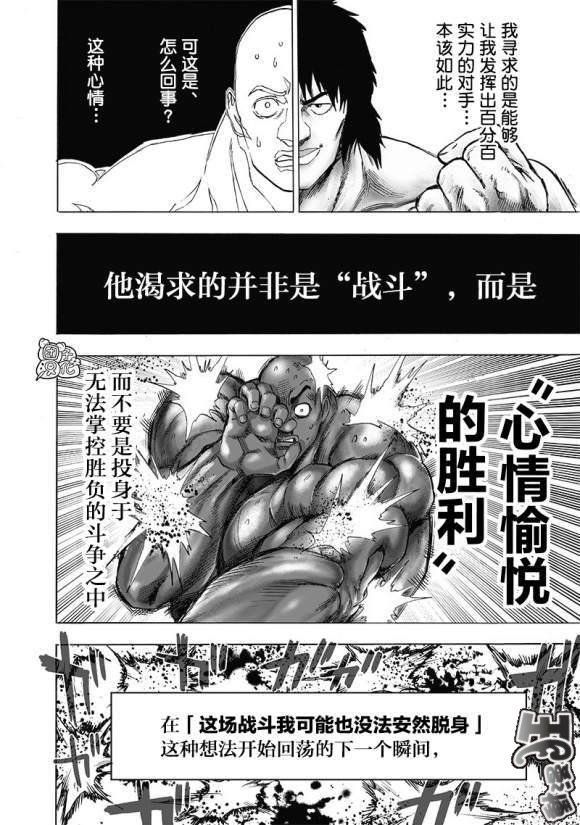 我寻求的是能够
让我发挥出百分百
实力的对手…
本该如此…
可这是、
怎么回事？
这种心情…
他渴求的并非是“战斗”，而是
“心情愉悦
的胜利”
而不要是投身于
无法掌控胜负的斗争之中
ガガガガ
在「这场战斗我可能也没法安然脱身」
这种想法开始回荡的下一个瞬间，